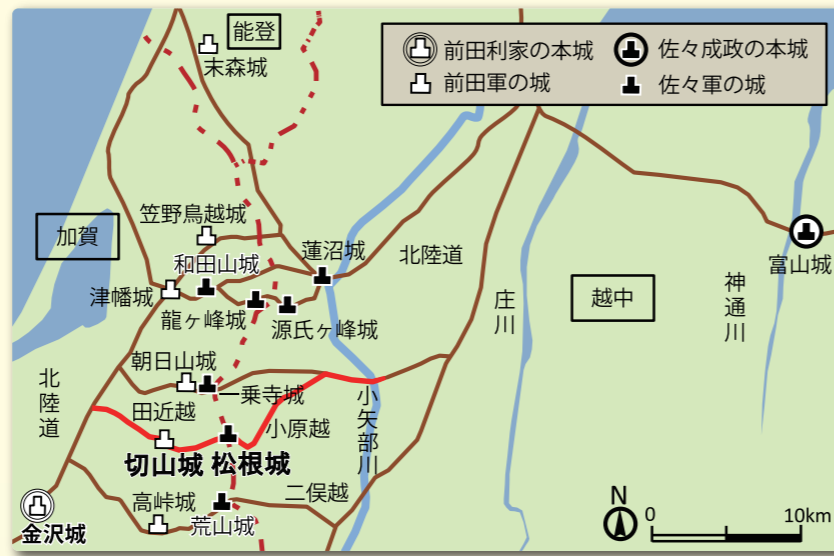 能登
末森城
前田利家の本城
佐々成政の本城
前田軍の城
佐々軍の城
笠野鳥越城
加賀
和田山城
蓮沼城
北陸道
津幡城
龍ヶ峰城
源氏ヶ峰城
庄川
越中
神通川
富山城
朝日山城
一乗寺城
北陸道
田近越
小原越
小矢部川
切山城
松根城
高峠城
荒山城
二俣越
金沢城
N
0
10km